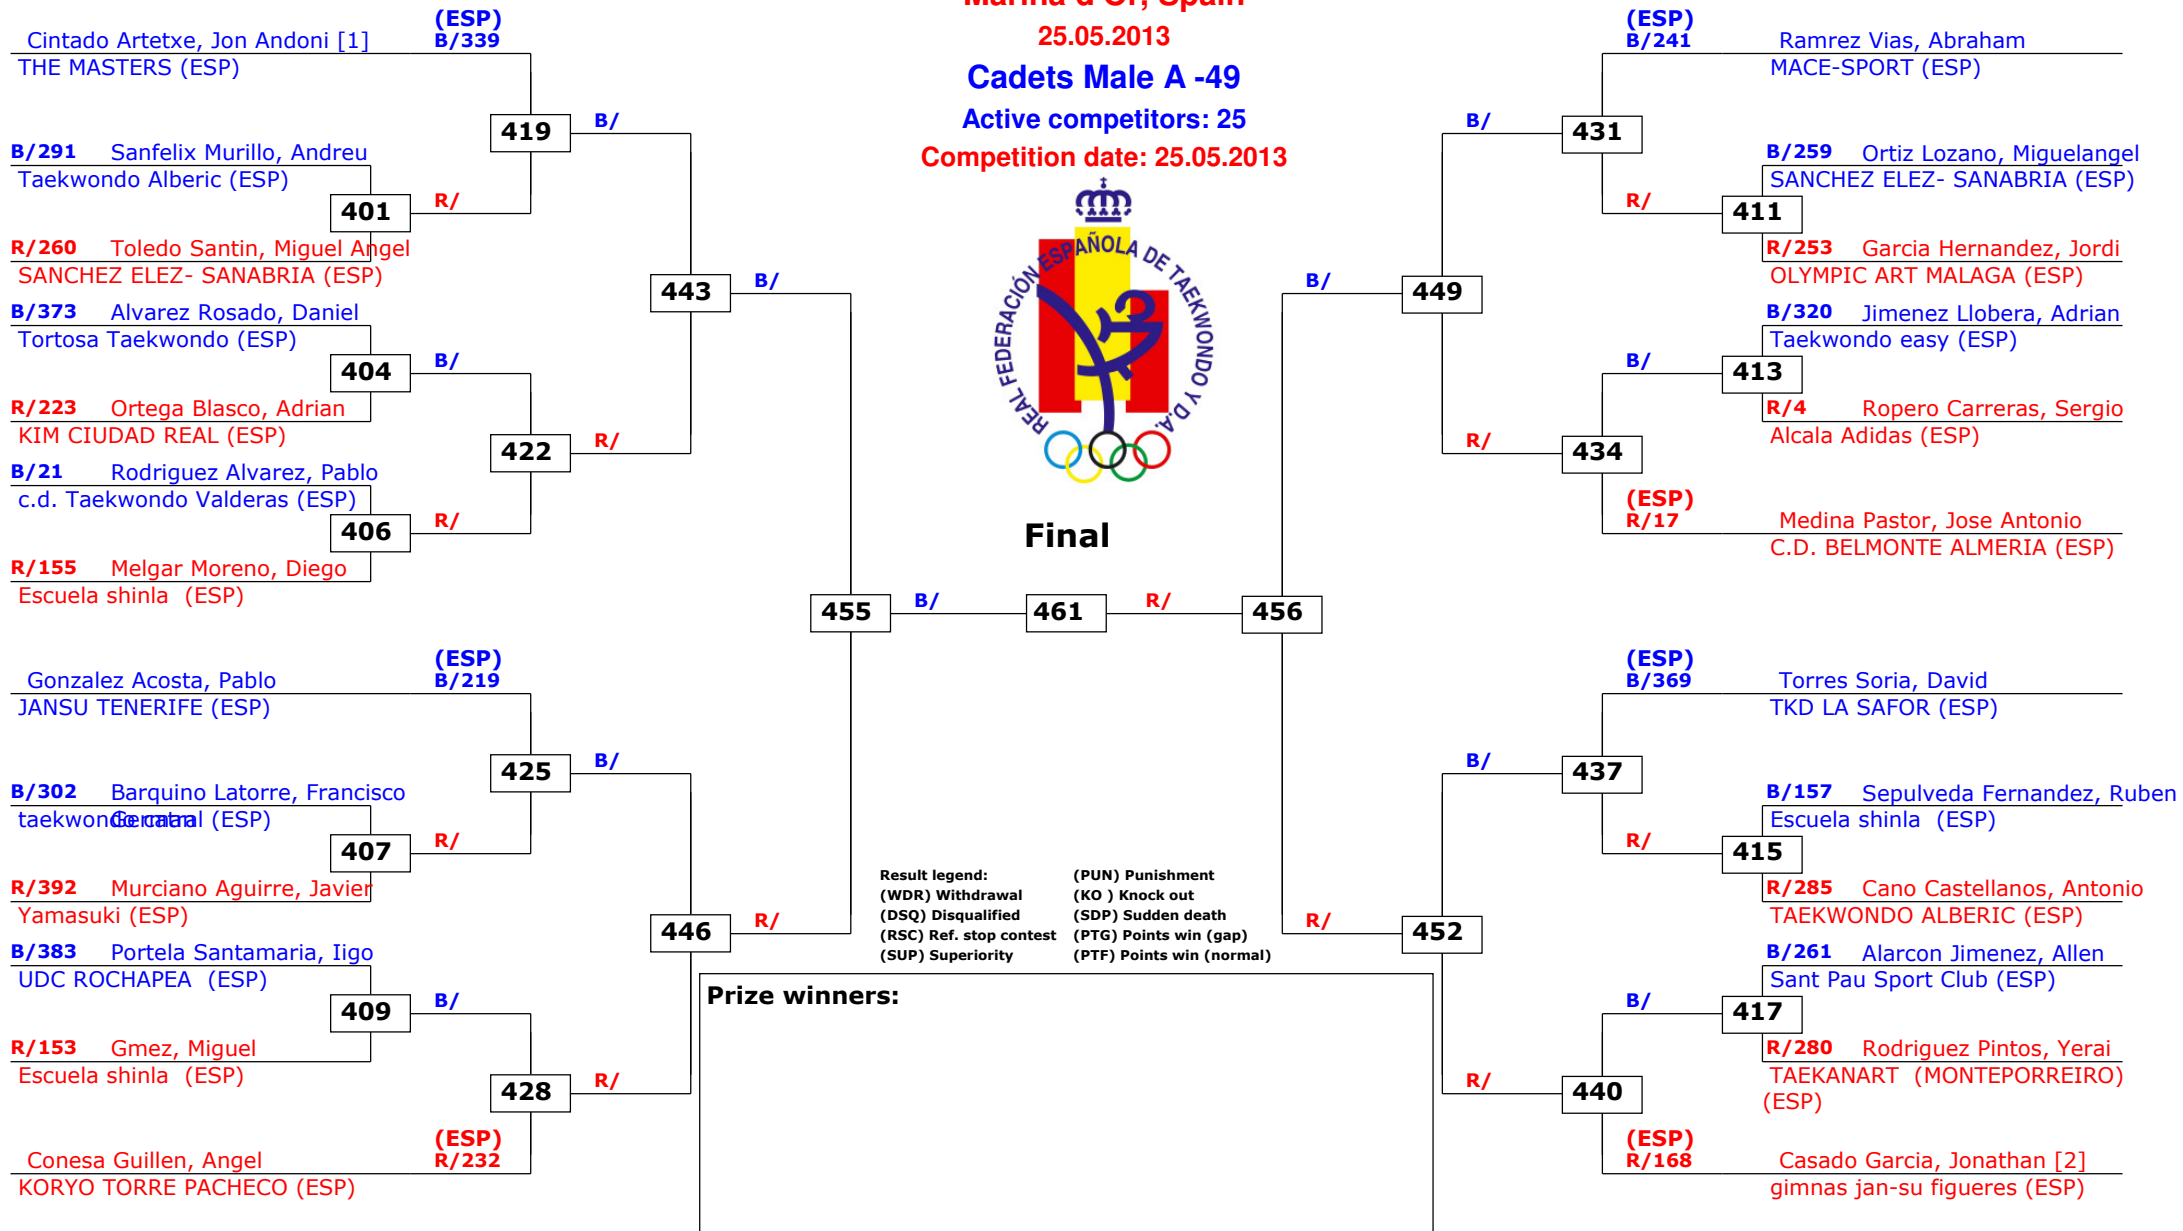 Marina d'Or, Spain
25.05.2013
Cadets Male A -49
Active competitors: 25
Competition date: 25.05.2013
REAL FEDERACIÓN ESPAÑOLA DE TAEKWONDO Y D.A.
Final
(ESP)
Cintado Artetxe, Jon Andoni [1] B/339
THE MASTERS (ESP)
419 B/
B/291 Sanfelix Murillo, Andreu
Taekwondo Alberic (ESP)
401 R/
R/260 Toledo Santin, Miguel Angel
SANCHEZ ELEZ- SANABRIA (ESP)
443 B/
B/373 Alvarez Rosado, Daniel
Tortosa Taekwondo (ESP)
404 B/
R/223 Ortega Blasco, Adrian
KIM CIUDAD REAL (ESP)
422 R/
B/21 Rodriguez Alvarez, Pablo
c.d. Taekwondo Valderas (ESP)
406 R/
R/155 Melgar Moreno, Diego
Escuela shinla (ESP)
455 B/ 461 R/ 456
(ESP)
Gonzalez Acosta, Pablo B/219
JANSU TENERIFE (ESP)
425 B/
B/302 Barquino Latorre, Francisco
German
taekwondo catral (ESP)
407 R/
R/392 Murciano Aguirre, Javier
Yamasuki (ESP)
446 R/
B/383 Portela Santamaria, Iigo
UDC ROCHAPEA (ESP)
409 B/
R/153 Gmez, Miguel
Escuela shinla (ESP)
428 R/
(ESP)
Conesa Guillen, Angel R/232
KORYO TORRE PACHECO (ESP)
(ESP)
B/241 Ramrez Vias, Abraham
MACE-SPORT (ESP)
B/ 431
B/259 Ortiz Lozano, Miguelangel
SANCHEZ ELEZ- SANABRIA (ESP)
R/ 411
R/253 Garcia Hernandez, Jordi
OLYMPIC ART MALAGA (ESP)
B/ 449
B/320 Jimenez Llobera, Adrian
Taekwondo easy (ESP)
B/ 413
R/4 Ropero Carreras, Sergio
Alcala Adidas (ESP)
R/ 434
(ESP)
R/17 Medina Pastor, Jose Antonio
C.D. BELMONTE ALMERIA (ESP)
(ESP)
B/369 Torres Soria, David
TKD LA SAFOR (ESP)
B/ 437
B/157 Sepulveda Fernandez, Ruben
Escuela shinla (ESP)
R/ 415
R/285 Cano Castellanos, Antonio
TAEKWONDO ALBERIC (ESP)
R/ 452
B/261 Alarcon Jimenez, Allen
Sant Pau Sport Club (ESP)
B/ 417
R/280 Rodriguez Pintos, Yerai
TAEKANART (MONTEPORREIRO)
(ESP)
R/ 440
(ESP)
R/168 Casado Garcia, Jonathan [2]
gimnas jan-su figueres (ESP)
Result legend: (PUN) Punishment
(WDR) Withdrawal (KO ) Knock out
(DSQ) Disqualified (SDP) Sudden death
(RSC) Ref. stop contest (PTG) Points win (gap)
(SUP) Superiority (PTF) Points win (normal)
Prize winners: